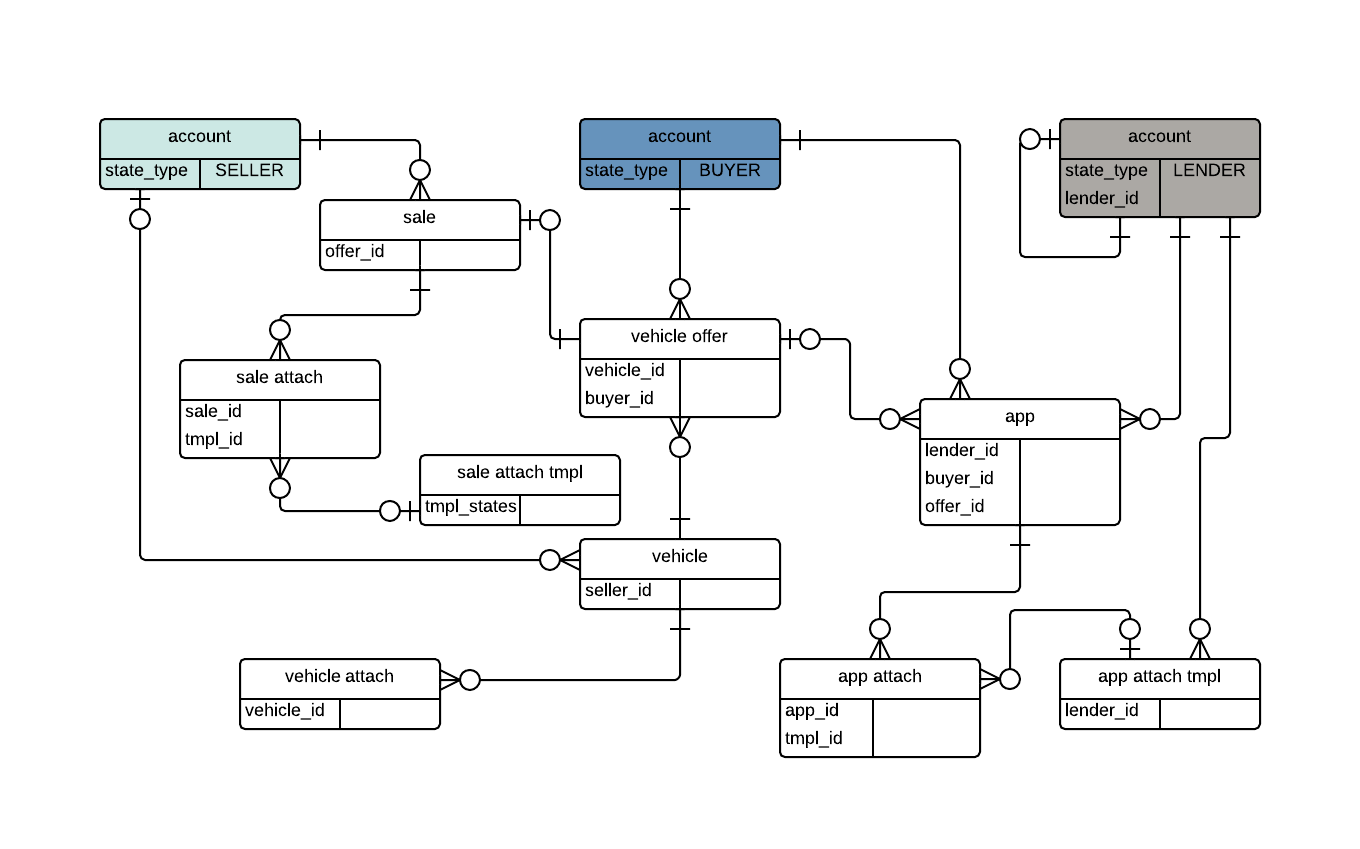 account
state_type SELLER
account
state_type BUYER
account
state_type LENDER
lender_id
sale
offer_id
vehicle offer
vehicle_id
buyer_id
sale attach
sale_id
tmpl_id
app
lender_id
buyer_id
offer_id
sale attach tmpl
tmpl_states
vehicle
seller_id
vehicle attach
vehicle_id
app attach
app_id
tmpl_id
app attach tmpl
lender_id